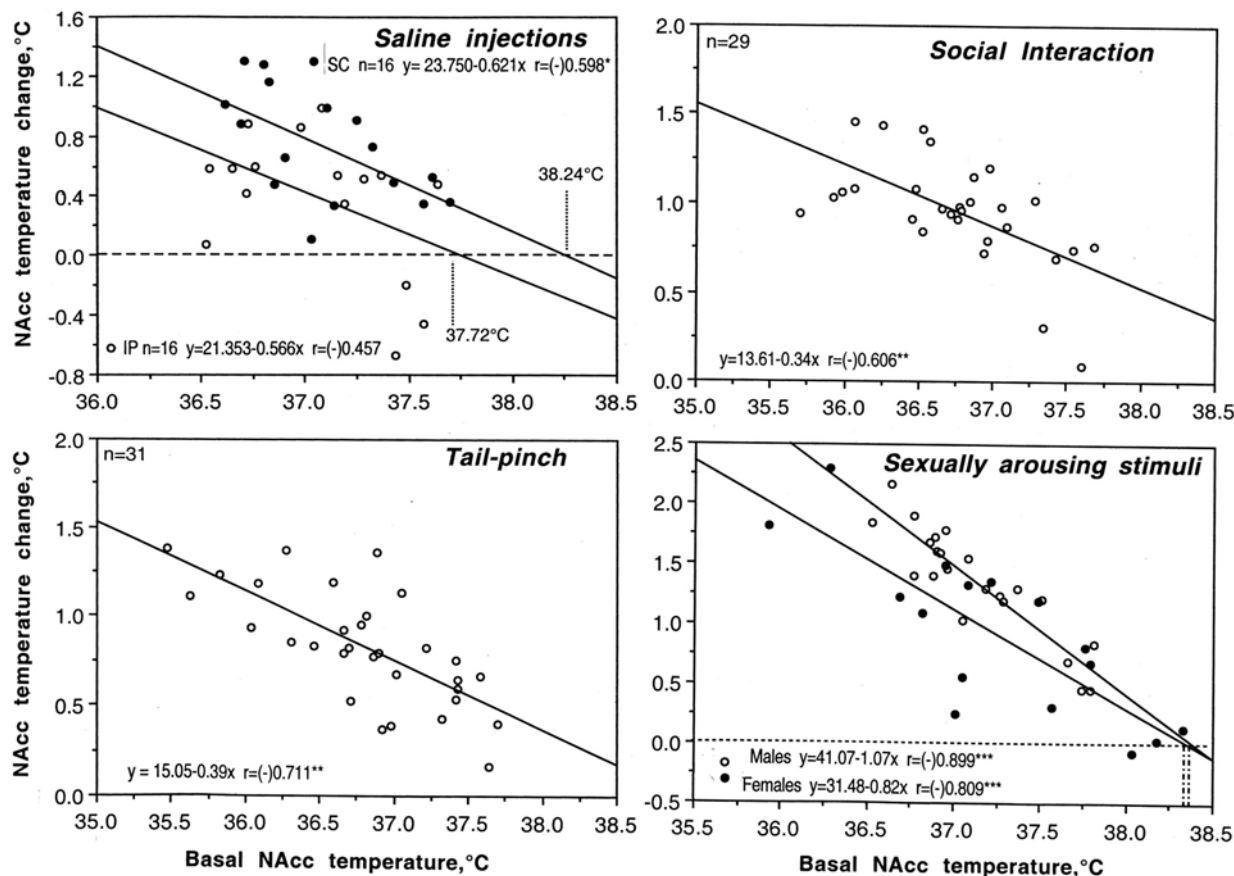 NAcc temperature change,°C
Saline injections
1.6
1.2
0.8
0.4
0.0
-0.4
-0.8
SC n=16 y= 23.750-0.621x r=(-)0.598*
38.24°C
37.72°C
IP n=16 y=21.353-0.566x r=(-)0.457
36.0 36.5 37.0 37.5 38.0 38.5
n=29
Social Interaction
2.0
1.5
1.0
0.5
0.0
y=13.61-0.34x r=(-)0.606**
35.0 35.5 36.0 36.5 37.0 37.5 38.0 38.5
NAcc temperature change,°C
n=31
Tail-pinch
2.0
1.5
1.0
0.5
0.0
y = 15.05-0.39x r=(-)0.711**
35.0 35.5 36.0 36.5 37.0 37.5 38.0 38.5
Basal NAcc temperature,°C
Sexually arousing stimuli
2.5
2.0
1.5
1.0
0.5
0.0
-0.5
Males y=41.07-1.07x r=(-)0.899***
Females y=31.48-0.82x r=(-)0.809***
35.5 36.0 36.5 37.0 37.5 38.0 38.5
Basal NAcc temperature,°C